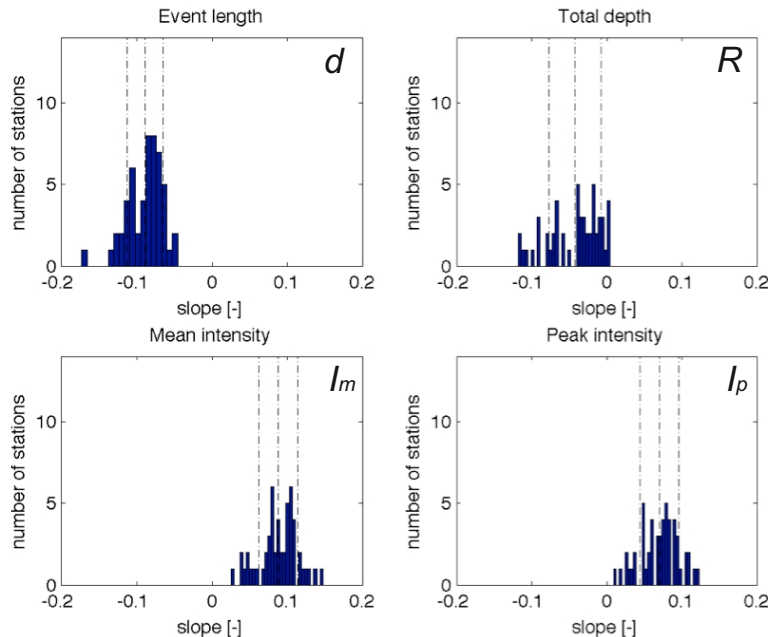 Event length
d
number of stations
10
5
0
-0.2
-0.1
0
0.1
0.2
slope [-]
Total depth
R
number of stations
10
5
0
-0.2
-0.1
0
0.1
0.2
slope [-]
Mean intensity
Im
number of stations
10
5
0
-0.2
-0.1
0
0.1
0.2
slope [-]
Peak intensity
Ip
number of stations
10
5
0
-0.2
-0.1
0
0.1
0.2
slope [-]